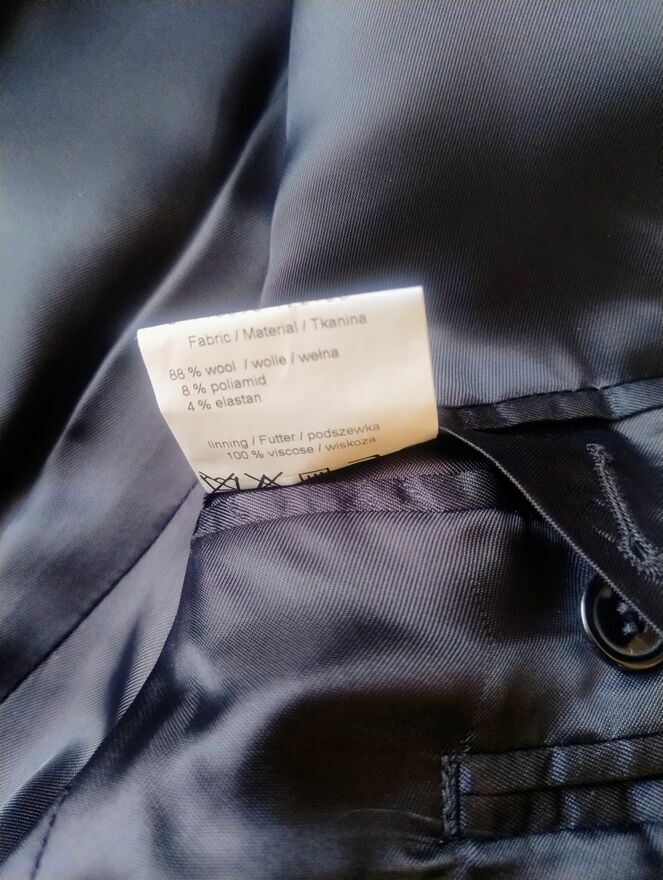 Fabric / Material / Tkanina
88 % wool / wolle / wełna
8 % poliamid
4 % elastan
linning / Futter / podszewka
100 % viscose / wiskoza